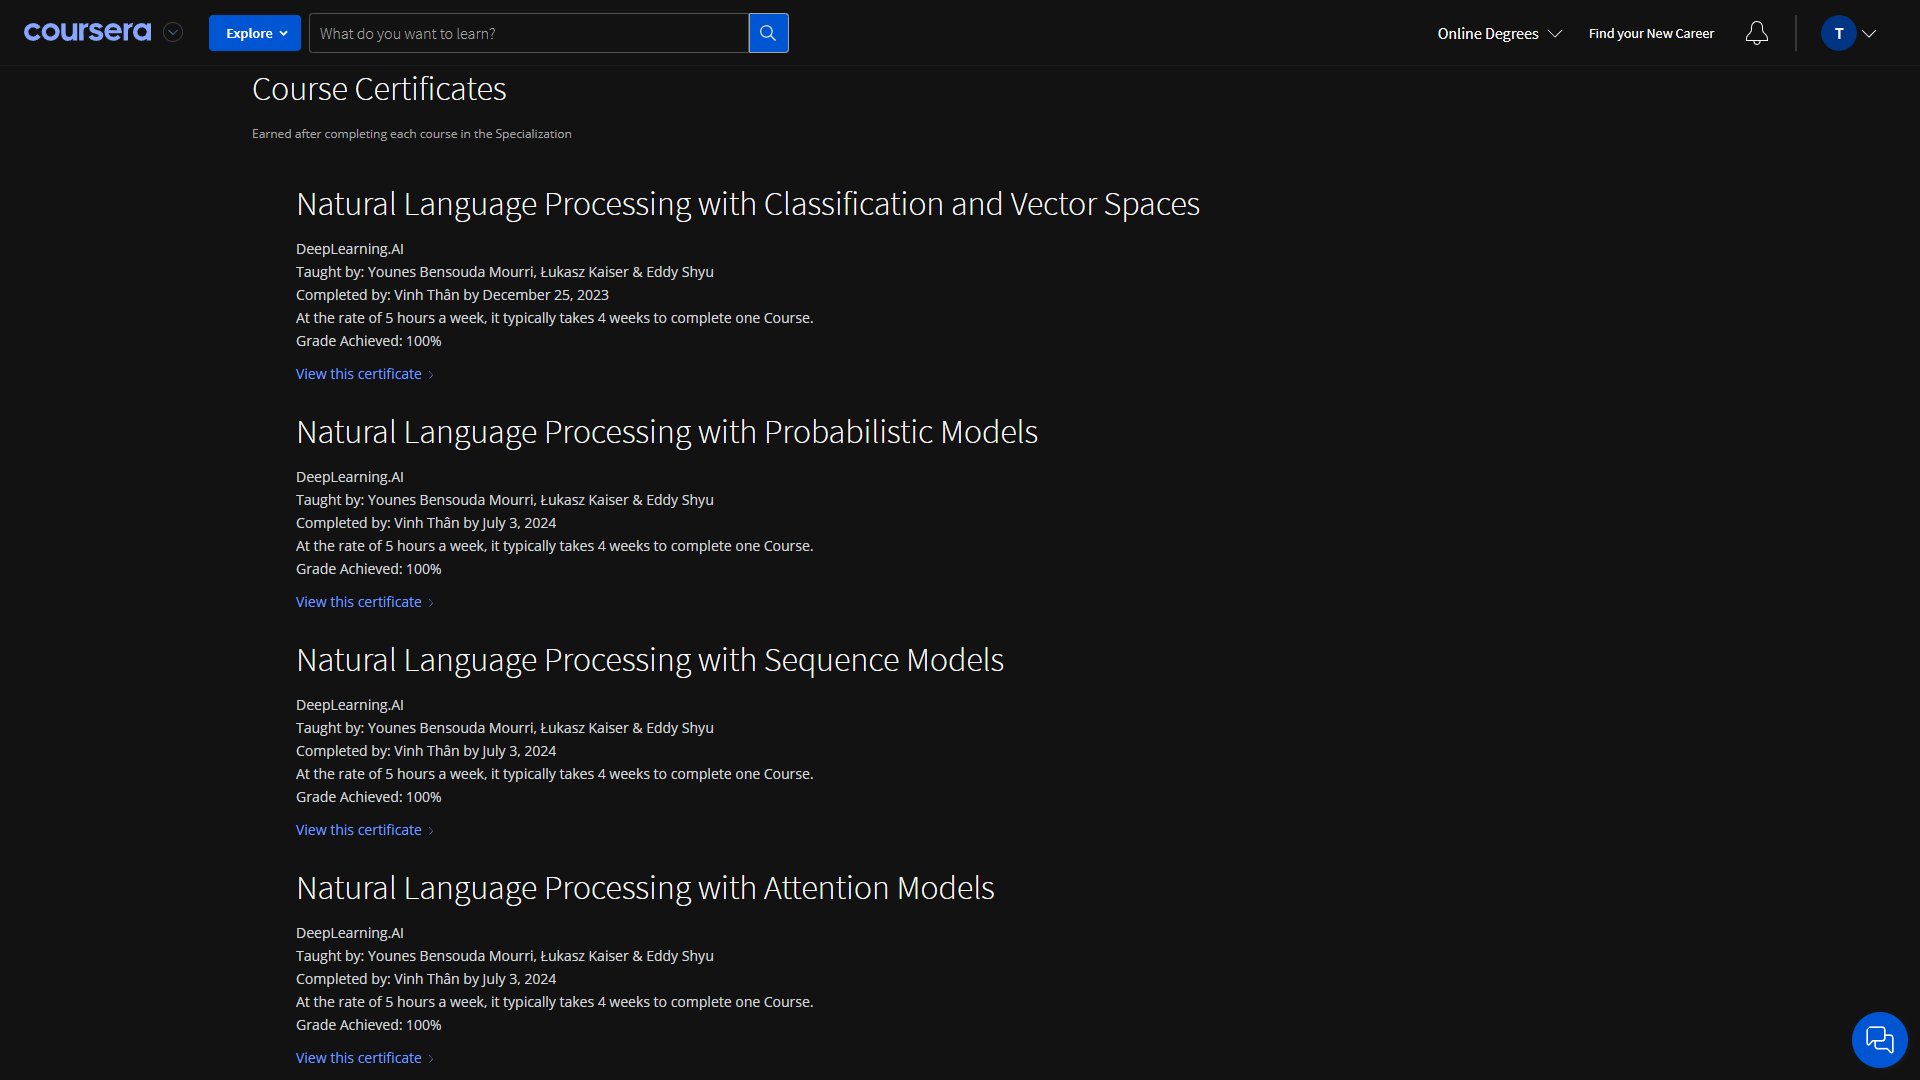 coursera
Explore
What do you want to learn?
Online Degrees
Find your New Career
T
Course Certificates
Earned after completing each course in the Specialization
Natural Language Processing with Classification and Vector Spaces
DeepLearning.AI
Taught by: Younes Bensouda Mourri, Łukasz Kaiser & Eddy Shyu
Completed by: Vinh Thân by December 25, 2023
At the rate of 5 hours a week, it typically takes 4 weeks to complete one Course.
Grade Achieved: 100%
View this certificate
Natural Language Processing with Probabilistic Models
DeepLearning.AI
Taught by: Younes Bensouda Mourri, Łukasz Kaiser & Eddy Shyu
Completed by: Vinh Thân by July 3, 2024
At the rate of 5 hours a week, it typically takes 4 weeks to complete one Course.
Grade Achieved: 100%
View this certificate
Natural Language Processing with Sequence Models
DeepLearning.AI
Taught by: Younes Bensouda Mourri, Łukasz Kaiser & Eddy Shyu
Completed by: Vinh Thân by July 3, 2024
At the rate of 5 hours a week, it typically takes 4 weeks to complete one Course.
Grade Achieved: 100%
View this certificate
Natural Language Processing with Attention Models
DeepLearning.AI
Taught by: Younes Bensouda Mourri, Łukasz Kaiser & Eddy Shyu
Completed by: Vinh Thân by July 3, 2024
At the rate of 5 hours a week, it typically takes 4 weeks to complete one Course.
Grade Achieved: 100%
View this certificate